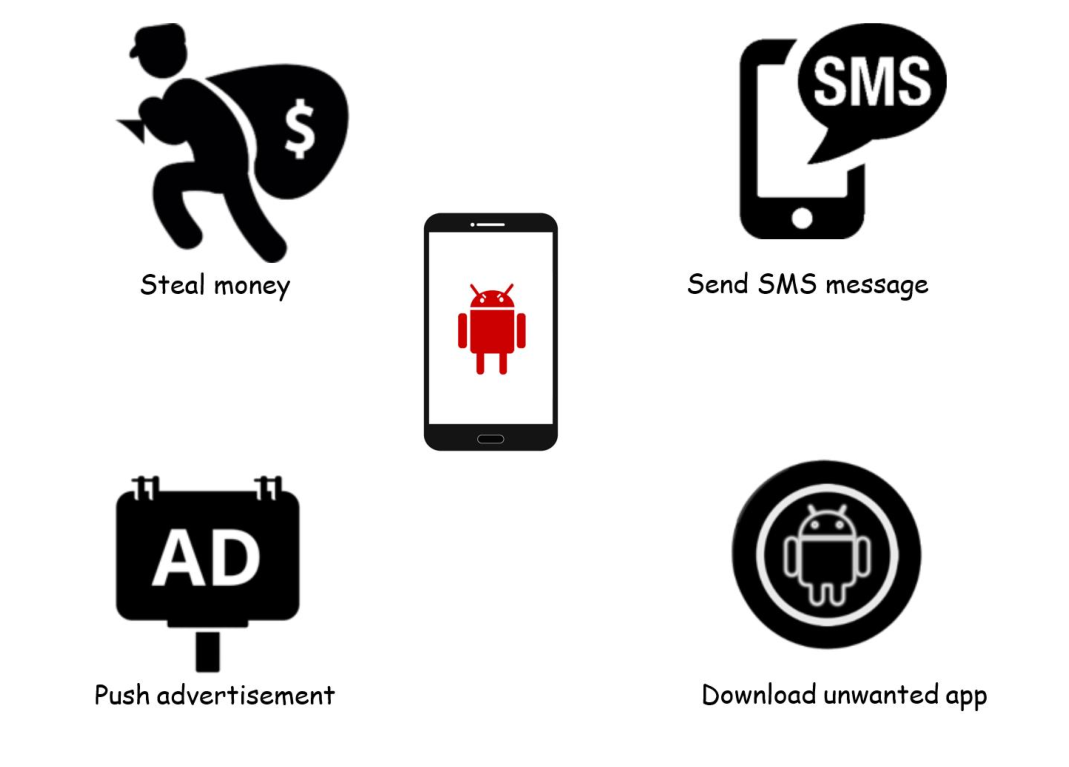 $
SMS
Steal money
Send SMS message
AD
Push advertisement
Download unwanted app